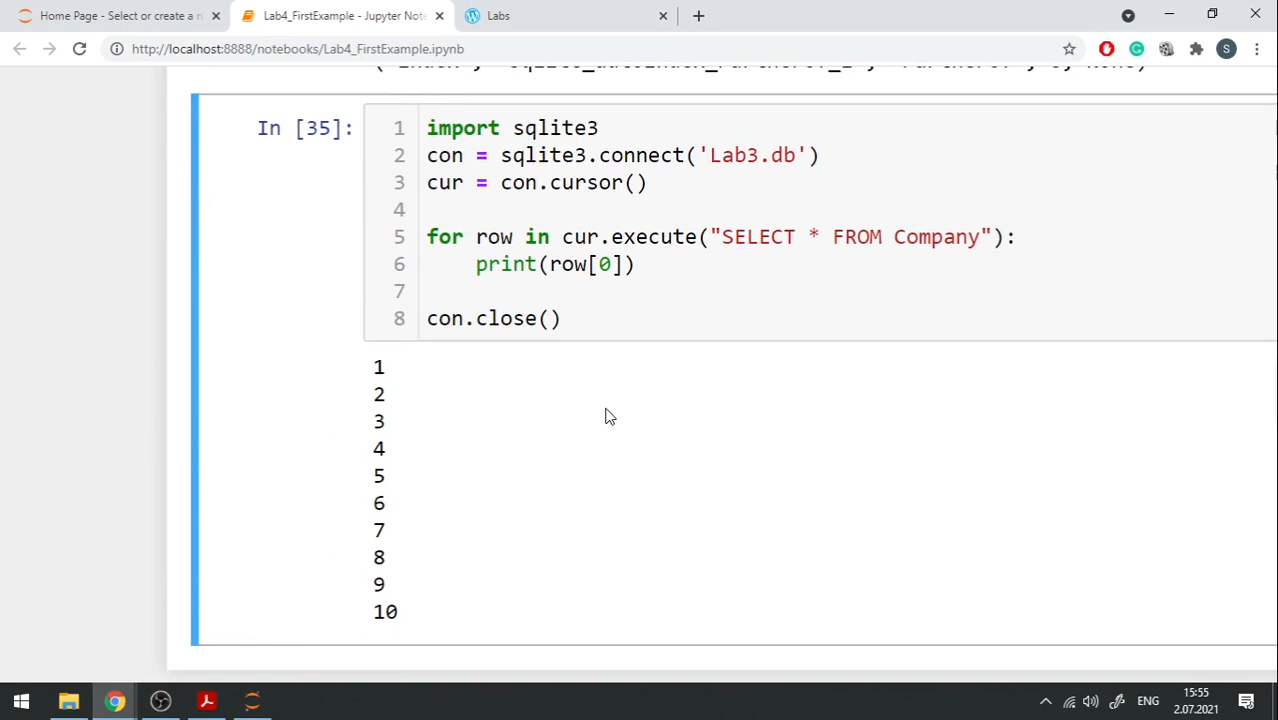 Home Page - Select or create a n
Lab4_FirstExample - Jupyter Note
Labs
http://localhost:8888/notebooks/Lab4_FirstExample.ipynb
S
In [35]:
1 import sqlite3
2 con = sqlite3.connect('Lab3.db')
3 cur = con.cursor()
4
5 for row in cur.execute("SELECT * FROM Company"):
6 print(row[0])
7
8 con.close()
1
2
3
4
5
6
7
8
9
10
ENG
15:55
2.07.2021